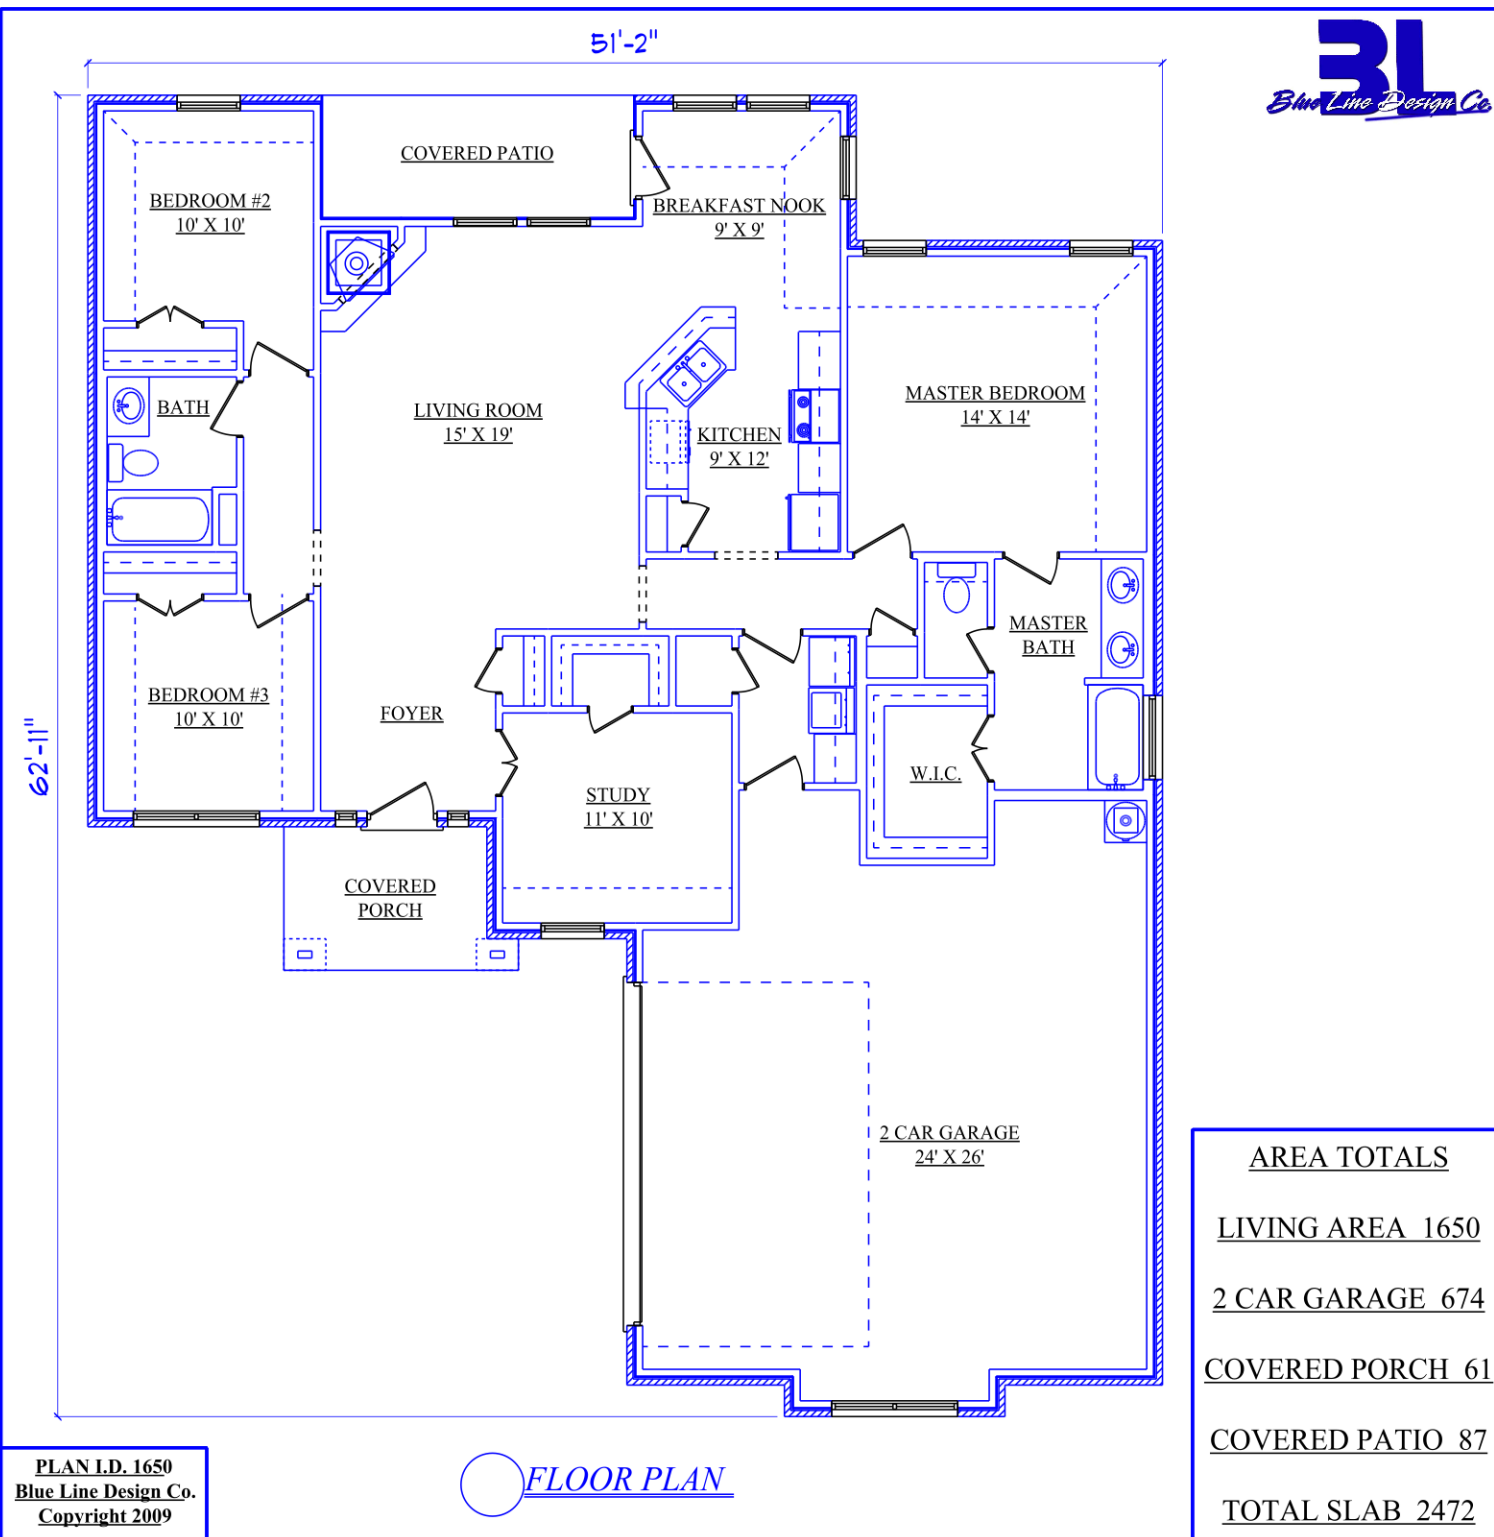 51'-2"
BL
Blue Line Design Co.
COVERED PATIO
BEDROOM #2
10' X 10'
BREAKFAST NOOK
9' X 9'
MASTER BEDROOM
14' X 14'
BATH
LIVING ROOM
15' X 19'
KITCHEN
9' X 12'
MASTER
BATH
BEDROOM #3
10' X 10'
FOYER
62'-11"
W.I.C.
STUDY
11' X 10'
COVERED
PORCH
2 CAR GARAGE
24' X 26'
AREA TOTALS
LIVING AREA 1650
2 CAR GARAGE 674
COVERED PORCH 61
COVERED PATIO 87
TOTAL SLAB 2472
PLAN I.D. 1650
Blue Line Design Co.
Copyright 2009
FLOOR PLAN